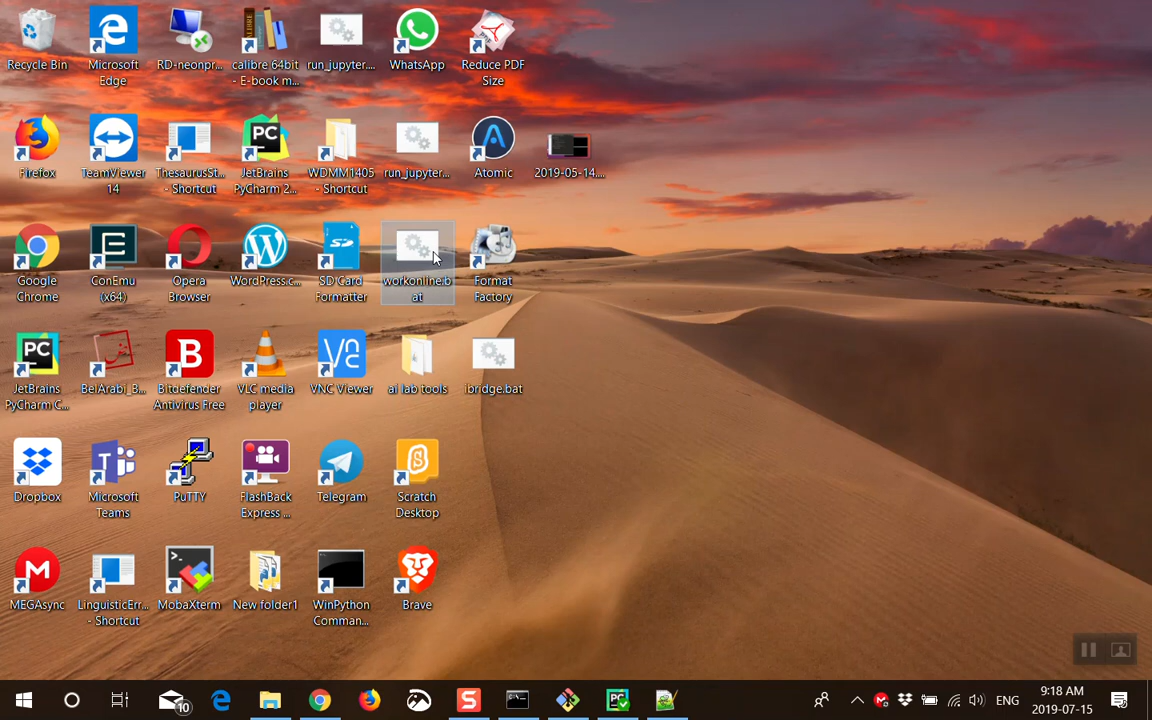 Recycle Bin
Microsoft
Edge
RD-neonpr...
calibre 64bit
- E-book m...
run_jupyter....
WhatsApp
Reduce PDF
Size
Firefox
TeamViewer
14
ThesaurusSt...
- Shortcut
JetBrains
PyCharm 2...
WDMM1405
- Shortcut
run_jupyter...
Atomic
2019-05-14....
Google
Chrome
ConEmu
(x64)
Opera
Browser
WordPress.c...
SD Card
Formatter
workonline.b
at
Format
Factory
JetBrains
PyCharm C...
BelArabi_B...
Bitdefender
Antivirus Free
VLC media
player
VNC Viewer
ai lab tools
ibridge.bat
Dropbox
Microsoft
Teams
PuTTY
FlashBack
Express ...
Telegram
Scratch
Desktop
MEGAsync
LinguisticErr...
- Shortcut
MobaXterm
New folder1
WinPython
Comman...
Brave
10
ENG
9:18 AM
2019-07-15